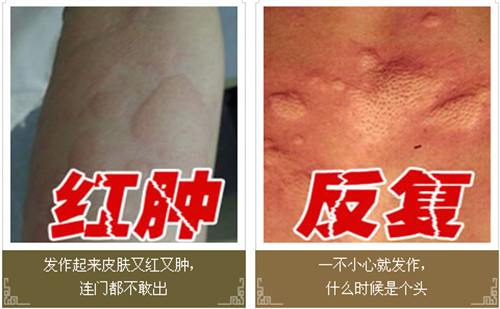 红肿
发作起来皮肤又红又肿，
连门都不敢出
反复
一不小心就发作，
什么时候是个头